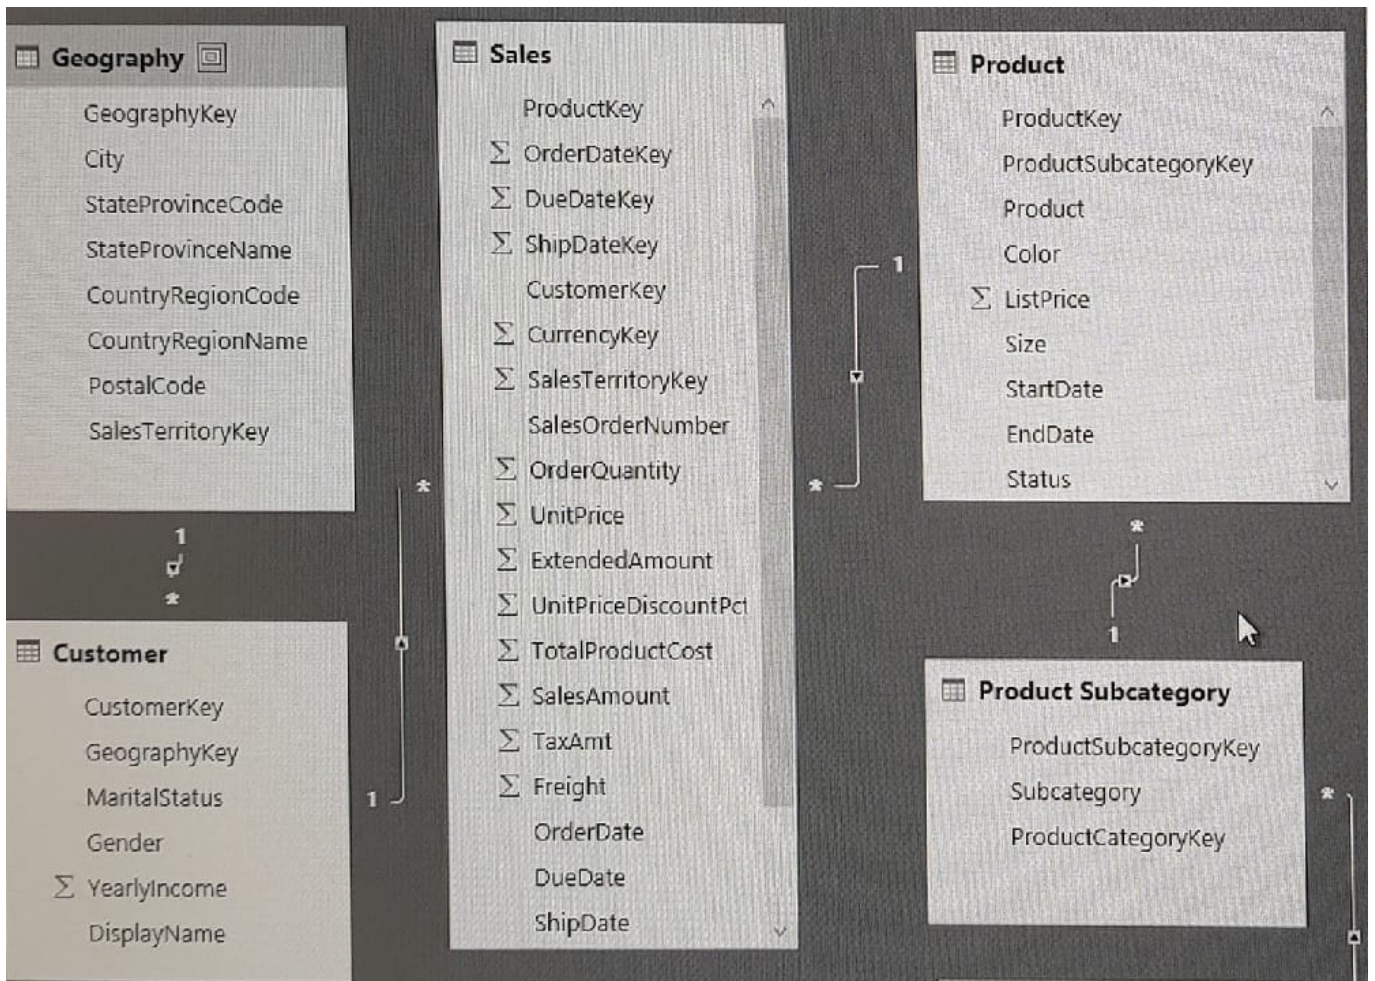 Geography
GeographyKey
City
StateProvinceCode
StateProvinceName
CountryRegionCode
CountryRegionName
PostalCode
SalesTerritoryKey
1
*
Customer
CustomerKey
GeographyKey
MaritalStatus
Gender
Σ YearlyIncome
DisplayName
*
1
Sales
ProductKey
Σ OrderDateKey
Σ DueDateKey
Σ ShipDateKey
CustomerKey
Σ CurrencyKey
Σ SalesTerritoryKey
SalesOrderNumber
Σ OrderQuantity
Σ UnitPrice
Σ ExtendedAmount
Σ UnitPriceDiscountPct
Σ TotalProductCost
Σ SalesAmount
Σ TaxAmt
Σ Freight
OrderDate
DueDate
ShipDate
1
*
Product
ProductKey
ProductSubcategoryKey
Product
Color
Σ ListPrice
Size
StartDate
EndDate
Status
*
1
Product Subcategory
ProductSubcategoryKey
Subcategory
ProductCategoryKey
*